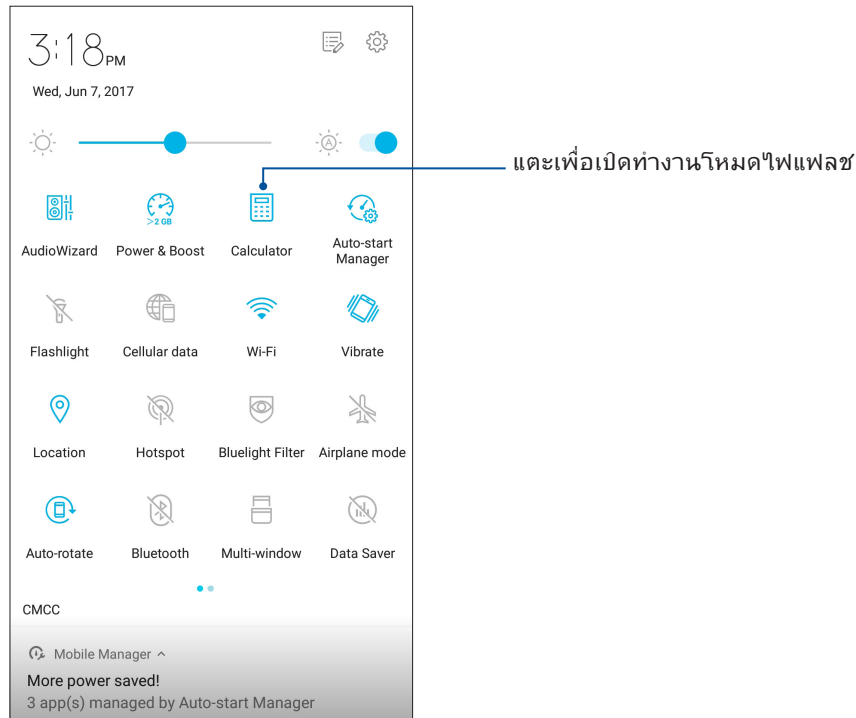 3:18PM
Wed, Jun 7, 2017
A
แตะเพื่อเปิดทำงานโหมดไฟแฟลช
>2 GB
AudioWizard Power & Boost Calculator Auto-start Manager
Flashlight Cellular data Wi-Fi Vibrate
Location Hotspot Bluelight Filter Airplane mode
Auto-rotate Bluetooth Multi-window Data Saver
CMCC
Mobile Manager
More power saved!
3 app(s) managed by Auto-start Manager